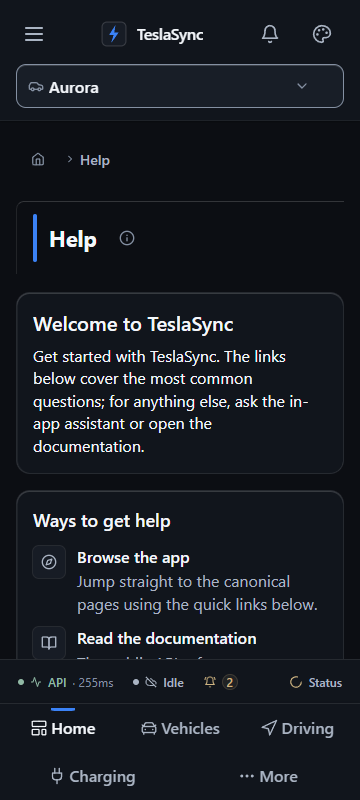 TeslaSync
Aurora
Help
Help
Welcome to TeslaSync
Get started with TeslaSync. The links
below cover the most common
questions; for anything else, ask the in-
app assistant or open the
documentation.
Ways to get help
Browse the app
Jump straight to the canonical
pages using the quick links below.
Read the documentation
API · 255ms
Idle
2
Status
Home
Vehicles
Driving
Charging
More